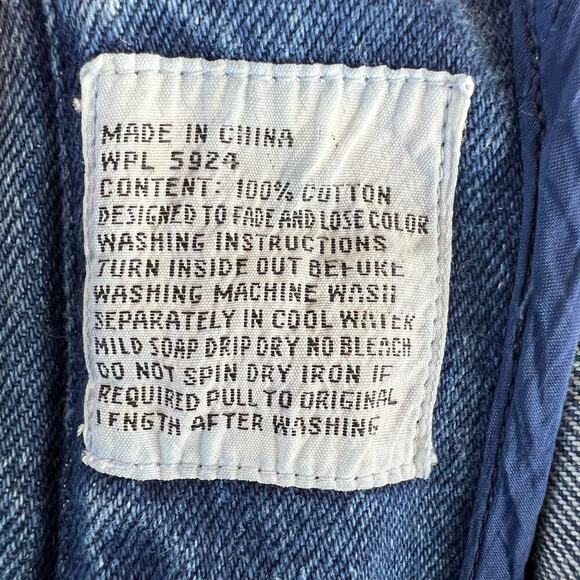 MADE IN CHINA
WPL 5924
CONTENT: 100% COTTON
DESIGNED TO FADE AND LOSE COLOR
WASHING INSTRUCTIONS
TURN INSIDE OUT BEFORE
WASHING MACHINE WASH
SEPARATELY IN COOL WATER
MILD SOAP DRIP DRY NO BLEACH
DO NOT SPIN DRY IRON IF
REQUIRED PULL TO ORIGINAL
LENGTH AFTER WASHING